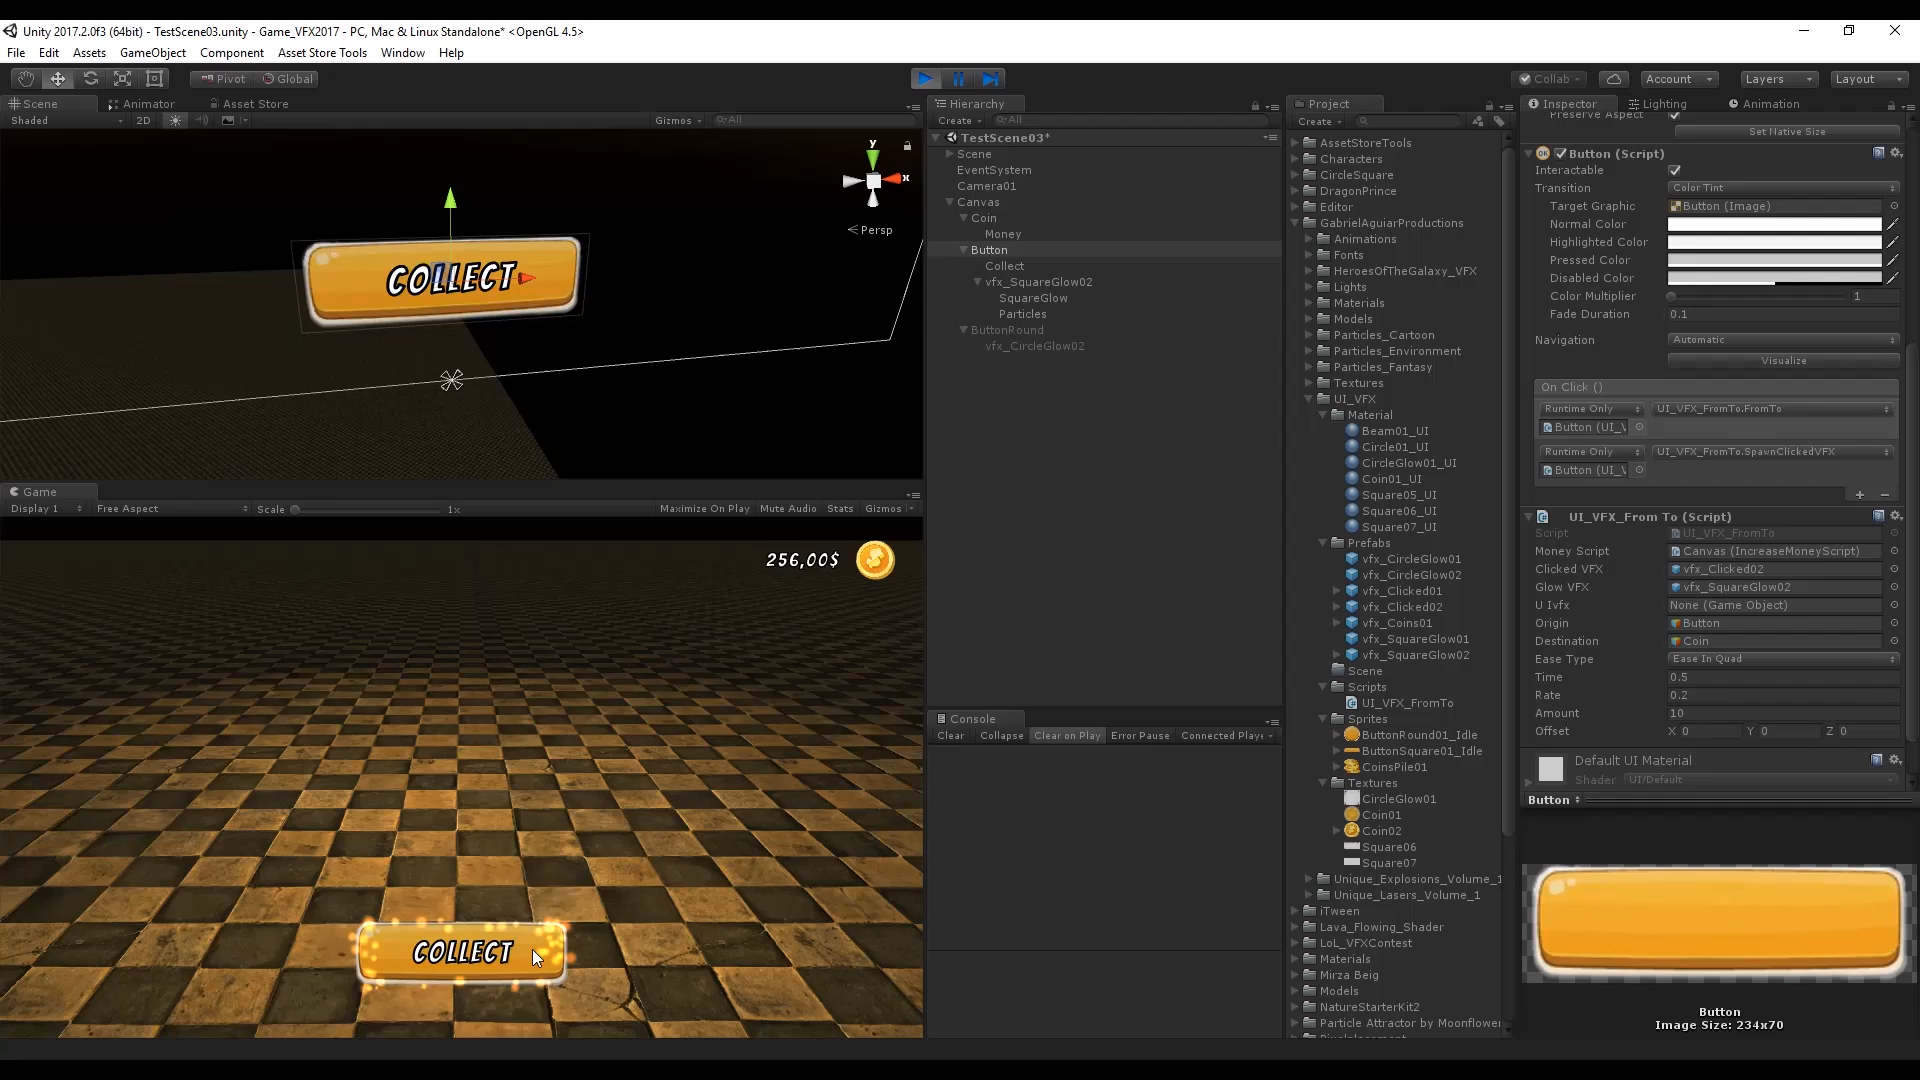 Unity 2017.2.0f3 (64bit) - TestScene03.unity - Game_VFX2017 - PC, Mac & Linux Standalone* <OpenGL 4.5>
File Edit Assets GameObject Component Asset Store Tools Window Help
Pivot Global Collab Account Layers Layout
Scene Animator Asset Store
Shaded 2D Gizmos All
y
x
Persp
COLLECT
Game
Display 1 Free Aspect Scale 1x Maximize On Play Mute Audio Stats Gizmos
256,00$
COLLECT
Hierarchy
Create All
TestScene03*
Scene
EventSystem
Camera01
Canvas
Coin
Money
Button
Collect
vfx_SquareGlow02
SquareGlow
Particles
ButtonRound
vfx_CircleGlow02
Console
Clear Collapse Clear on Play Error Pause Connected Playe
Project
Create
AssetStoreTools
Characters
CircleSquare
DragonPrince
Editor
GabrielAguiarProductions
Animations
Fonts
HeroesOfTheGalaxy_VFX
Lights
Materials
Models
Particles_Cartoon
Particles_Environment
Particles_Fantasy
Textures
UI_VFX
Material
Beam01_UI
Circle01_UI
CircleGlow01_UI
Coin01_UI
Square05_UI
Square06_UI
Square07_UI
Prefabs
vfx_CircleGlow01
vfx_CircleGlow02
vfx_Clicked01
vfx_Clicked02
vfx_Coins01
vfx_SquareGlow01
vfx_SquareGlow02
Scene
Scripts
UI_VFX_FromTo
Sprites
ButtonRound01_Idle
ButtonSquare01_Idle
CoinsPile01
Textures
CircleGlow01
Coin01
Coin02
Square06
Square07
Unique_Explosions_Volume_1
Unique_Lasers_Volume_1
iTween
Lava_Flowing_Shader
LoL_VFXContest
Materials
Mirza Beig
Models
NatureStarterKit2
Particle Attractor by Moonflower
Inspector Lighting Animation
Preserve Aspect
Set Native Size
Button (Script)
Interactable
Transition Color Tint
Target Graphic Button (Image)
Normal Color
Highlighted Color
Pressed Color
Disabled Color
Color Multiplier 1
Fade Duration 0.1
Navigation Automatic
Visualize
On Click ()
Runtime Only UI_VFX_FromTo.FromTo
Button (UI_V
Runtime Only UI_VFX_FromTo.SpawnClickedVFX
Button (UI_V
UI_VFX_From To (Script)
Script UI_VFX_FromTo
Money Script Canvas (IncreaseMoneyScript)
Clicked VFX vfx_Clicked02
Glow VFX vfx_SquareGlow02
U Ivfx None (Game Object)
Origin Button
Destination Coin
Ease Type Ease In Quad
Time 0.5
Rate 0.2
Amount 10
Offset X 0 Y 0 Z 0
Default UI Material
Shader UI/Default
Button
Button
Image Size: 234x70